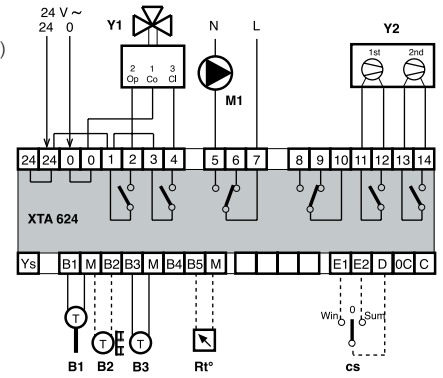 24 V ~
24 0
)
Y1
N L
Y2
1st 2nd
2 1 3
Op Co Cl
M1
24 24 0 0 1 2 3 4 5 6 7 8 9 10 11 12 13 14
XTA 624
Ys B1 M B2 B3 M B4 B5 M E1 E2 D 0C C
Win 0 Sum
T T T
B1 B2 B3 Rt° cs